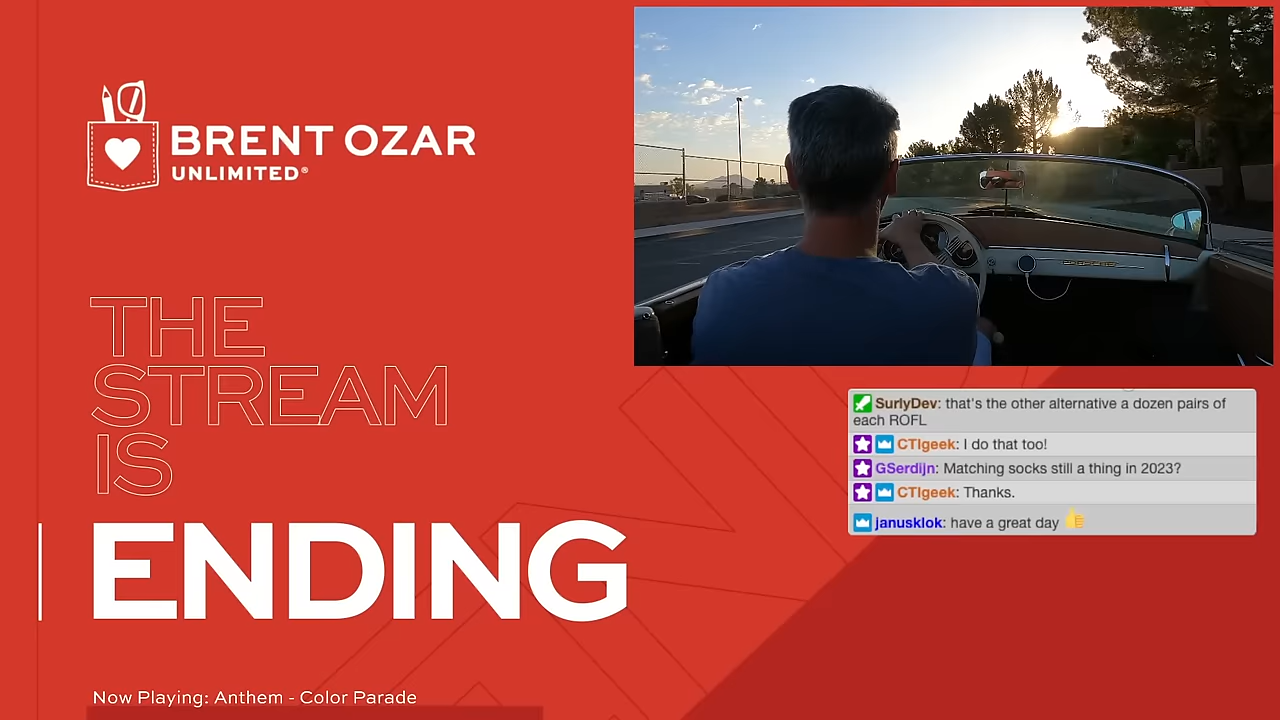 BRENT OZAR
UNLIMITED®
THE
STREAM
IS
ENDING
Now Playing: Anthem - Color Parade
SurlyDev: that's the other alternative a dozen pairs of
each ROFL
CTIgeek: I do that too!
GSerdijn: Matching socks still a thing in 2023?
CTIgeek: Thanks.
janusklok: have a great day